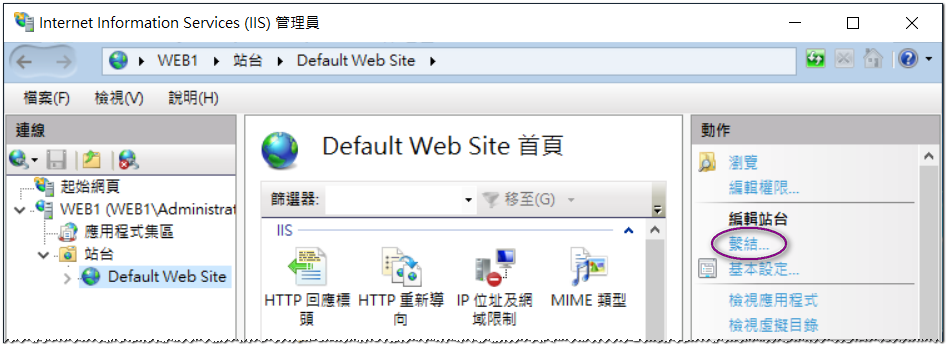 Internet Information Services (IIS) 管理員
WEB1 站台 Default Web Site
檔案(F) 檢視(V) 說明(H)
連線
起始網頁
WEB1 (WEB1\Administrat
應用程式集區
站台
Default Web Site
Default Web Site 首頁
篩選器: 移至(G)
IIS
HTTP 回應標頭
HTTP 重新導向
IP 位址及網域限制
MIME 類型
動作
瀏覽
編輯權限...
編輯站台
繫結...
基本設定...
檢視應用程式
檢視虛擬目錄